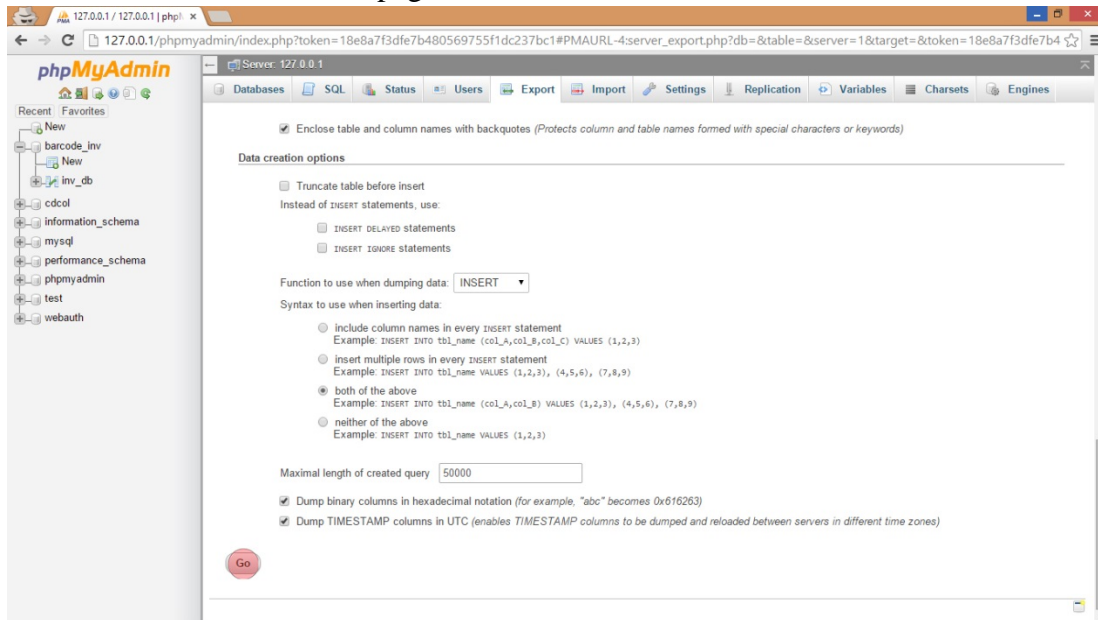 pag
127.0.0.1 / 127.0.0.1 | phpM
127.0.0.1/phpmyadmin/index.php?token=18e8a7f3dfe7b480569755f1dc237bc1#PMAURL-4:server_export.php?db=&table=&server=1&target=&token=18e8a7f3dfe7b4
phpMyAdmin
Recent Favorites
New
barcode_inv
New
inv_db
cdcol
information_schema
mysql
performance_schema
phpmyadmin
test
webauth
Server: 127.0.0.1
Databases SQL Status Users Export Import Settings Replication Variables Charsets Engines
Enclose table and column names with backquotes (Protects column and table names formed with special characters or keywords)
Data creation options
Truncate table before insert
Instead of INSERT statements, use:
INSERT DELAYED statements
INSERT IGNORE statements
Function to use when dumping data: INSERT
Syntax to use when inserting data:
include column names in every INSERT statement
Example: INSERT INTO tbl_name (col_A,col_B,col_C) VALUES (1,2,3)
insert multiple rows in every INSERT statement
Example: INSERT INTO tbl_name VALUES (1,2,3), (4,5,6), (7,8,9)
both of the above
Example: INSERT INTO tbl_name (col_A,col_B) VALUES (1,2,3), (4,5,6), (7,8,9)
neither of the above
Example: INSERT INTO tbl_name VALUES (1,2,3)
Maximal length of created query 50000
Dump binary columns in hexadecimal notation (for example, "abc" becomes 0x616263)
Dump TIMESTAMP columns in UTC (enables TIMESTAMP columns to be dumped and reloaded between servers in different time zones)
Go